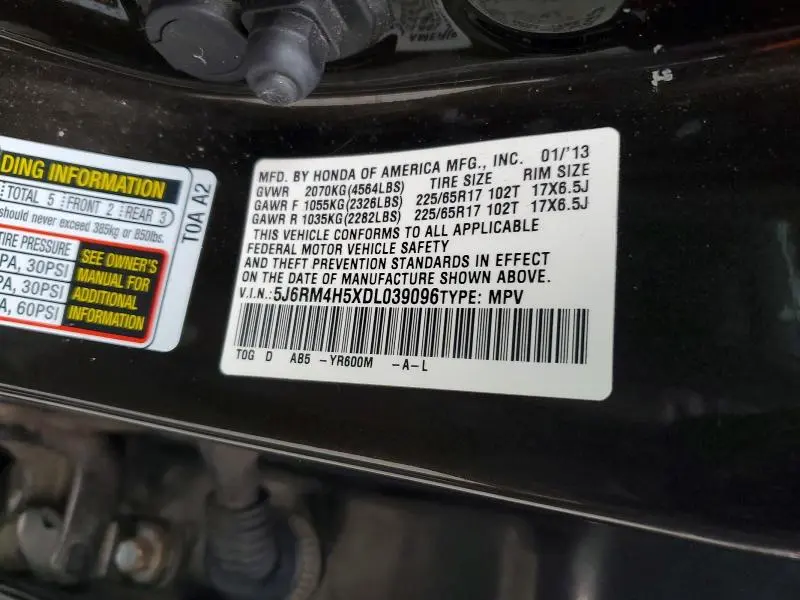 DING INFORMATION
TOTAL 5 FRONT 2 REAR 3
should never exceed 385kg or 850lbs.
TIRE PRESSURE
PA, 30PSI
PA, 30PSI
A, 60PSI
SEE OWNER'S
MANUAL FOR
ADDITIONAL
INFORMATION
TOA A2
MFD. BY HONDA OF AMERICA MFG., INC. 01/'13
GVWR 2070KG(4564LBS) TIRE SIZE RIM SIZE
GAWR F 1055KG(2326LBS) 225/65R17 102T 17X6.5J
GAWR R 1035KG(2282LBS) 225/65R17 102T 17X6.5J
THIS VEHICLE CONFORMS TO ALL APPLICABLE
FEDERAL MOTOR VEHICLE SAFETY
AND THEFT PREVENTION STANDARDS IN EFFECT
ON THE DATE OF MANUFACTURE SHOWN ABOVE.
V.I.N.: 5J6RM4H5XDL039096 TYPE: MPV
TOG D AB5 -YR600M -A-L